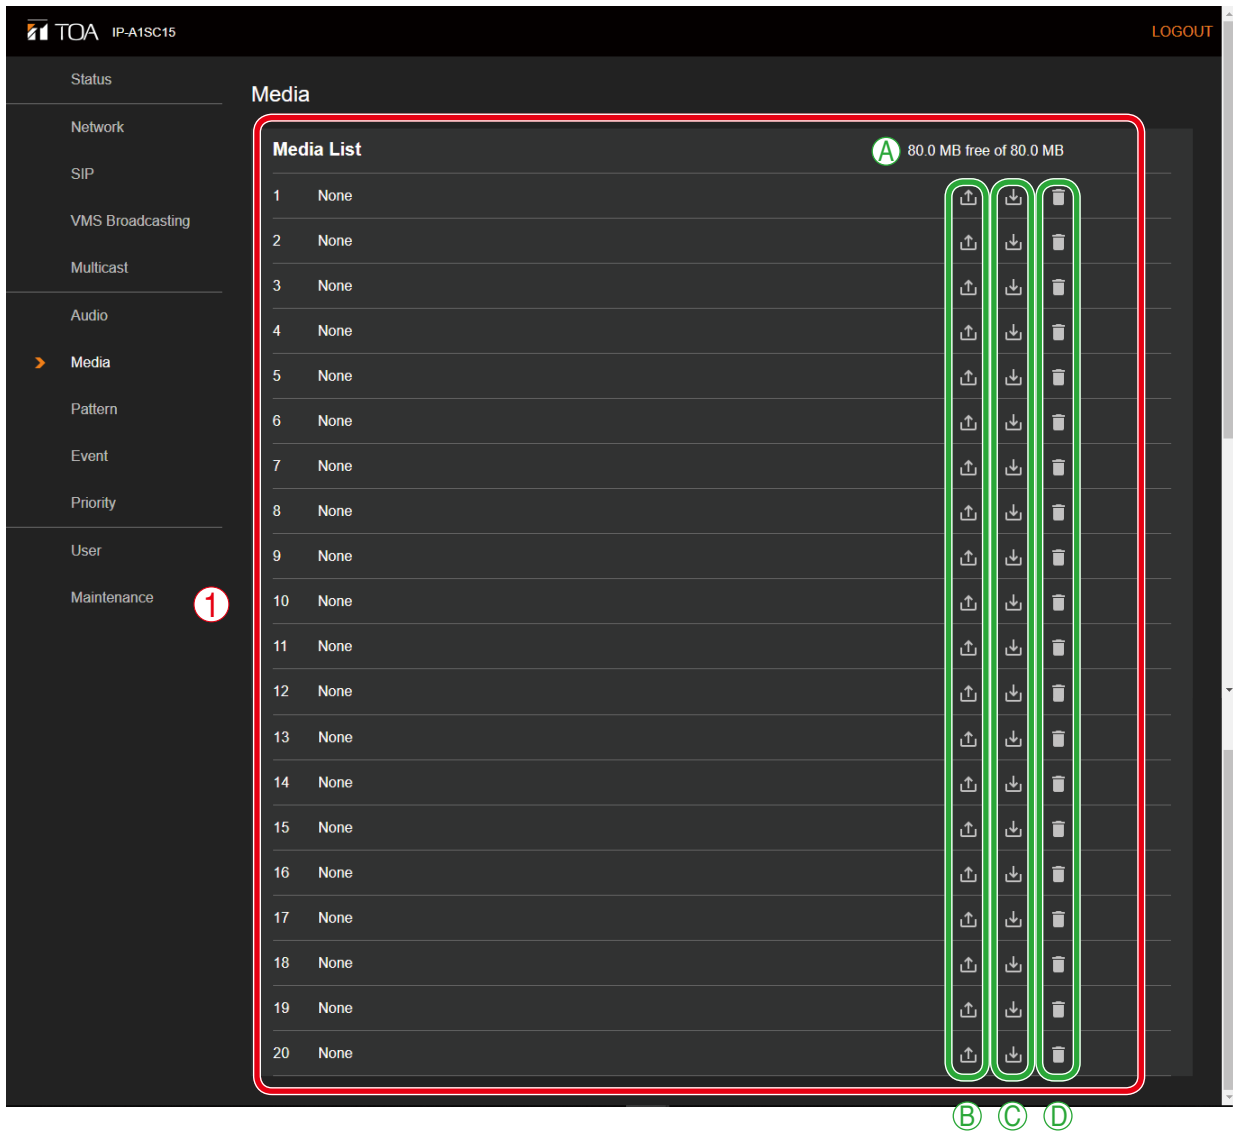 TOA IP-A1SC15 LOGOUT
Status
Network
SIP
VMS Broadcasting
Multicast
Audio
Media
Pattern
Event
Priority
User
Maintenance
1
Media
Media List A 80.0 MB free of 80.0 MB
1 None
2 None
3 None
4 None
5 None
6 None
7 None
8 None
9 None
10 None
11 None
12 None
13 None
14 None
15 None
16 None
17 None
18 None
19 None
20 None
B C D